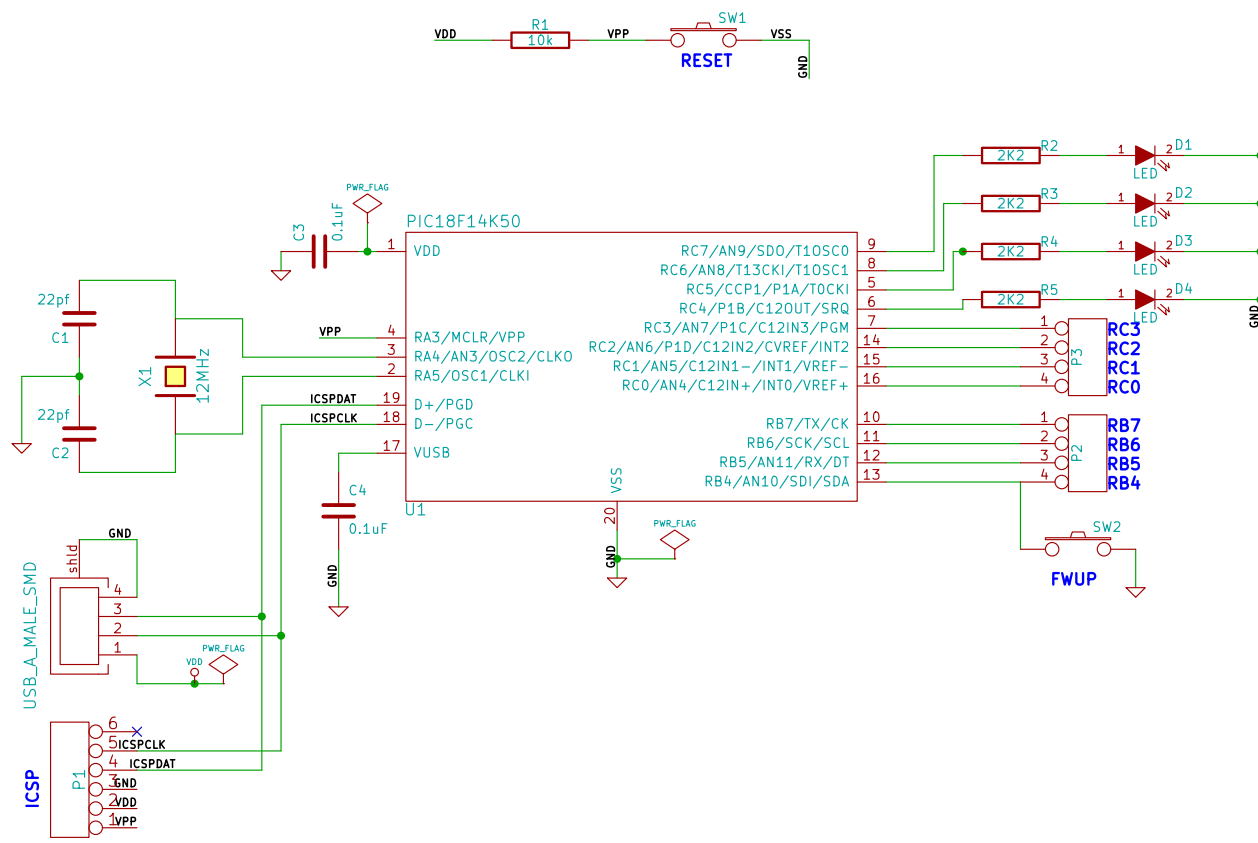 R1
SW1
VDD
10k
VPP
VSS
RESET
GND
R2
1
2
D1
2K2
LED
R3
1
2
D2
2K2
LED
R4
1
2
D3
2K2
LED
R5
1
2
D4
2K2
LED
GND
PWR_FLAG
C3
0.1uF
PIC18F14K50
1
VDD
RC7/AN9/SDO/T1OSCO
9
RC6/AN8/T13CKI/T1OSC1
8
RC5/CCP1/P1A/T0CKI
5
RC4/P1B/C12OUT/SRQ
6
VPP
4
RA3/MCLR/VPP
RC3/AN7/P1C/C12IN3/PGM
7
3
RA4/AN3/OSC2/CLKO
RC2/AN6/P1D/C12IN2/CVREF/INT2
14
2
RA5/OSC1/CLKI
RC1/AN5/C12IN1-/INT1/VREF-
15
RC0/AN4/C12IN+/INT0/VREF+
16
ICSPDAT
19
D+/PGD
ICSPCLK
18
D-/PGC
RB7/TX/CK
10
RB6/SCK/SCL
11
17
VUSB
RB5/AN11/RX/DT
12
RB4/AN10/SDI/SDA
13
VSS
20
U1
1
RC3
2
RC2
3
RC1
4
RC0
P3
1
RB7
2
RB6
3
RB5
4
RB4
P2
SW2
FWUP
22pf
C1
X1
12MHz
22pf
C2
C4
0.1uF
GND
PWR_FLAG
GND
GND
shld
USB_A_MALE_SMD
4
3
2
1
VDD
PWR_FLAG
ICSP
P1
6
5
ICSPCLK
4
ICSPDAT
3
GND
2
VDD
1
VPP